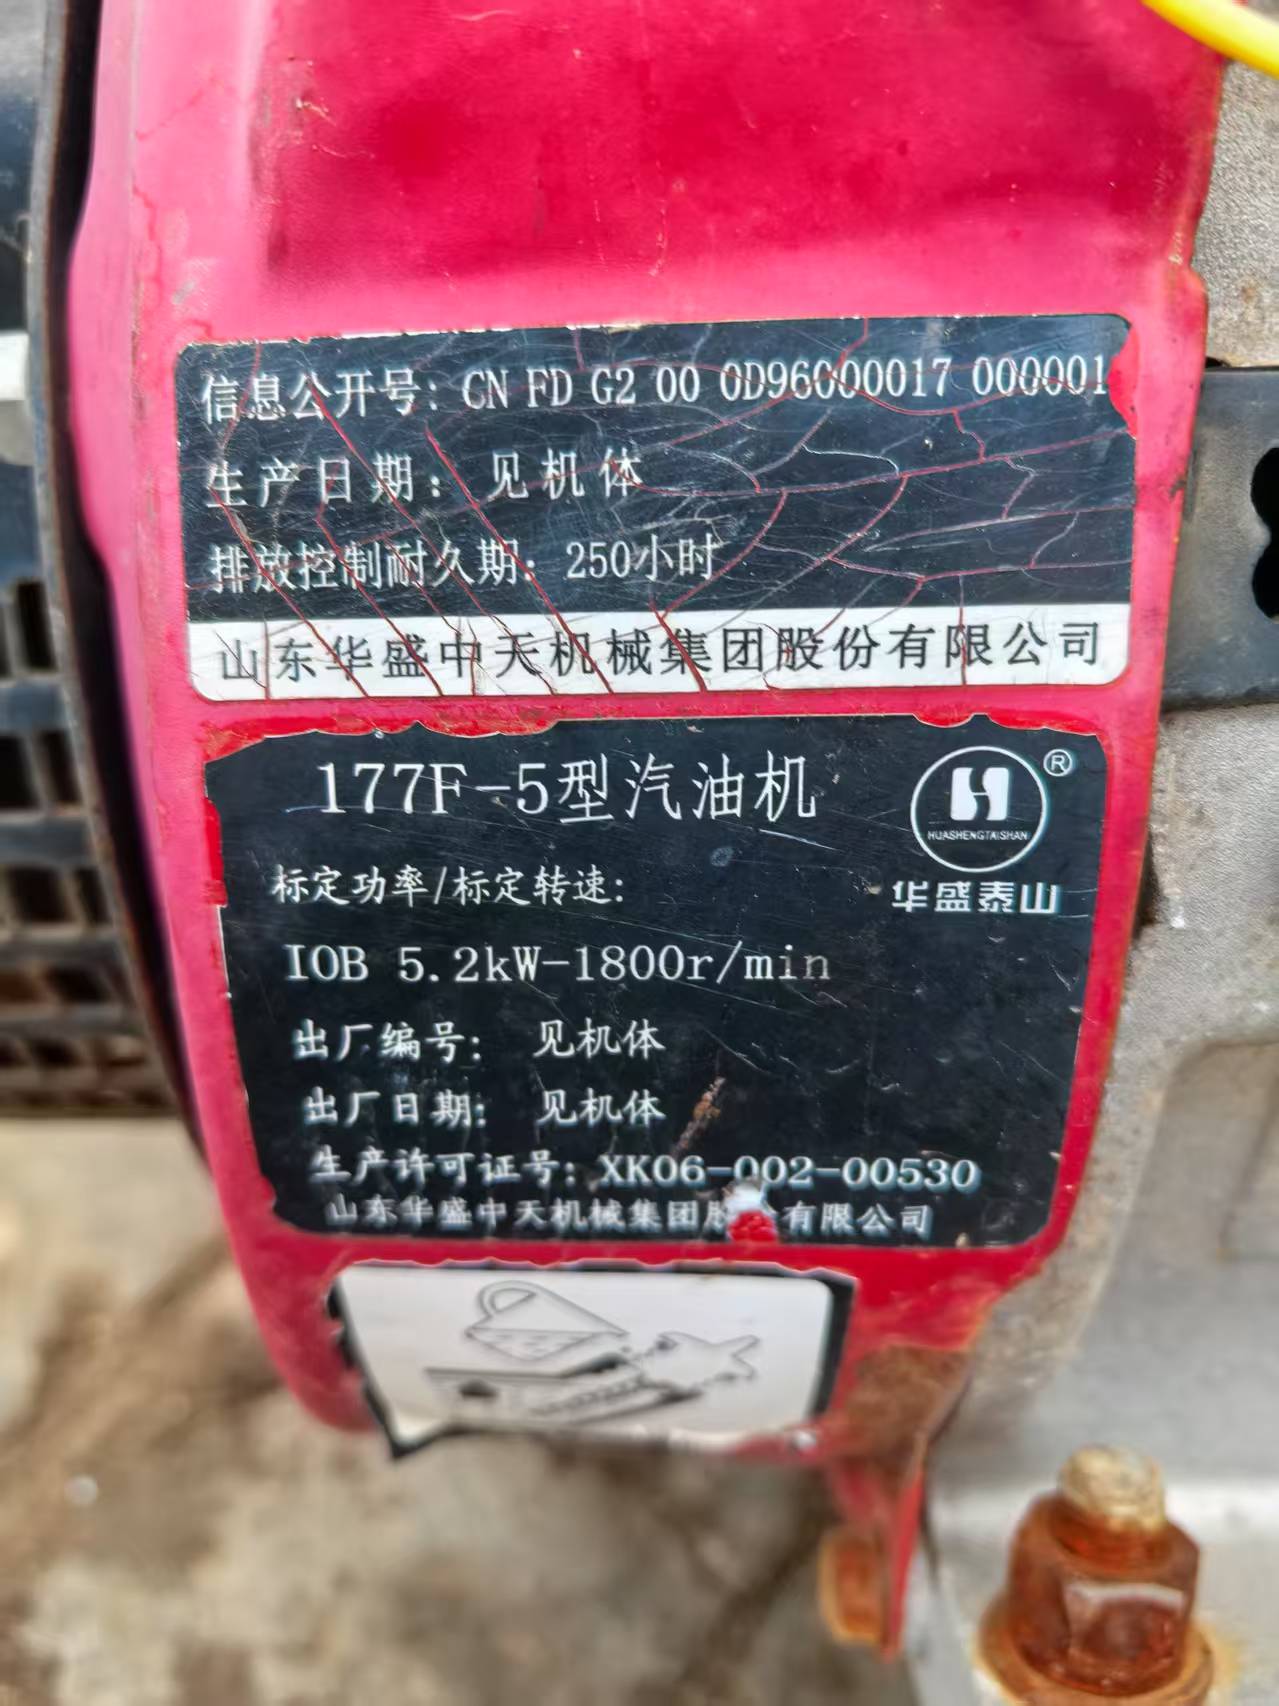 信息公开号：CN FD G2 00 0D96000017 000001
生产日期：见机体
排放控制耐久期：250小时
山东华盛中天机械集团股份有限公司
177F-5型汽油机
®
HUASHENGTAISHAN
华盛泰山
标定功率/标定转速：
IOB 5.2kW-1800r/min
出厂编号：见机体
出厂日期：见机体
生产许可证号：XK06-002-00530
山东华盛中天机械集团股份有限公司